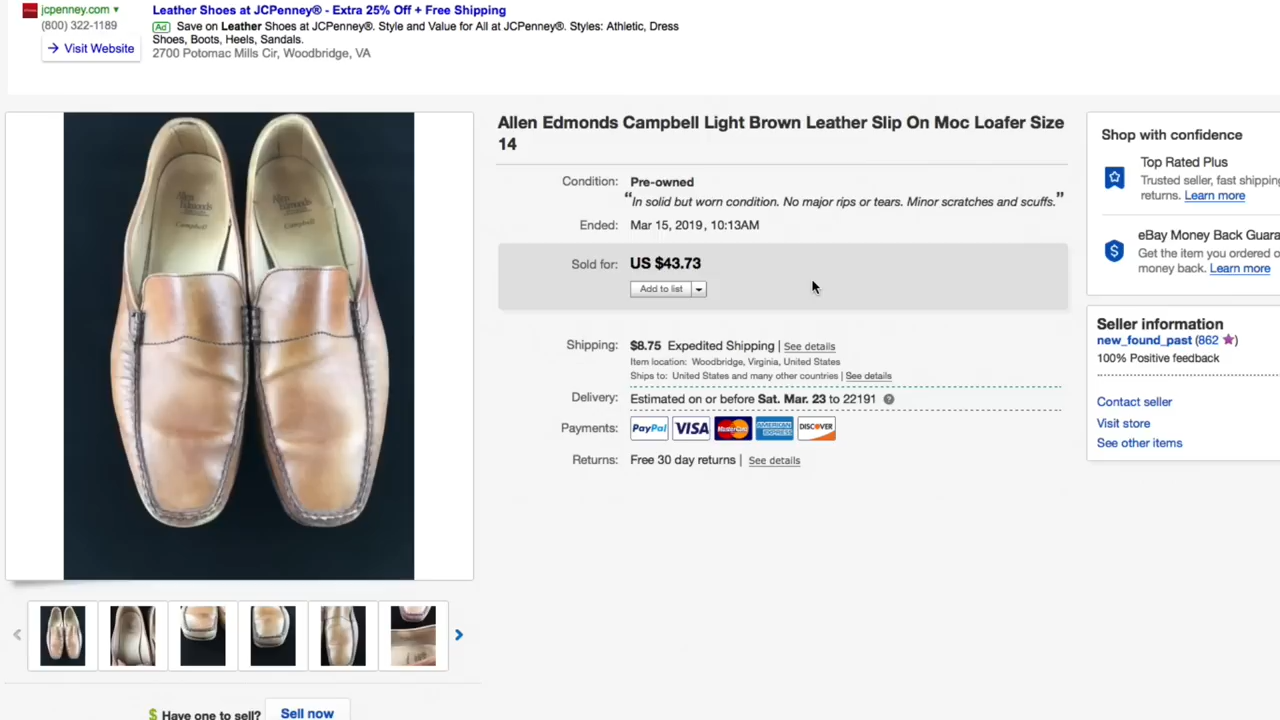 jcpenney.com ▾
(800) 322-1189
→ Visit Website
Leather Shoes at JCPenney® - Extra 25% Off + Free Shipping
Ad Save on Leather Shoes at JCPenney®. Style and Value for All at JCPenney®. Styles: Athletic, Dress
Shoes, Boots, Heels, Sandals.
2700 Potomac Mills Cir, Woodbridge, VA
Allen Edmonds Campbell Light Brown Leather Slip On Moc Loafer Size
14
Condition: Pre-owned
“In solid but worn condition. No major rips or tears. Minor scratches and scuffs.”
Ended: Mar 15, 2019, 10:13AM
Sold for: US $43.73
Add to list
Shipping: $8.75 Expedited Shipping | See details
Item location: Woodbridge, Virginia, United States
Ships to: United States and many other countries | See details
Delivery: Estimated on or before Sat. Mar. 23 to 22191
Payments: PayPal VISA MasterCard AMERICAN EXPRESS DISCOVER
Returns: Free 30 day returns | See details
Shop with confidence
Top Rated Plus
Trusted seller, fast shipping
returns. Learn more
eBay Money Back Guara
Get the item you ordered o
money back. Learn more
Seller information
new_found_past (862 ★)
100% Positive feedback
Contact seller
Visit store
See other items
Allen
Edmonds
Campbell
Allen
Edmonds
Campbell
$ Have one to sell? Sell now